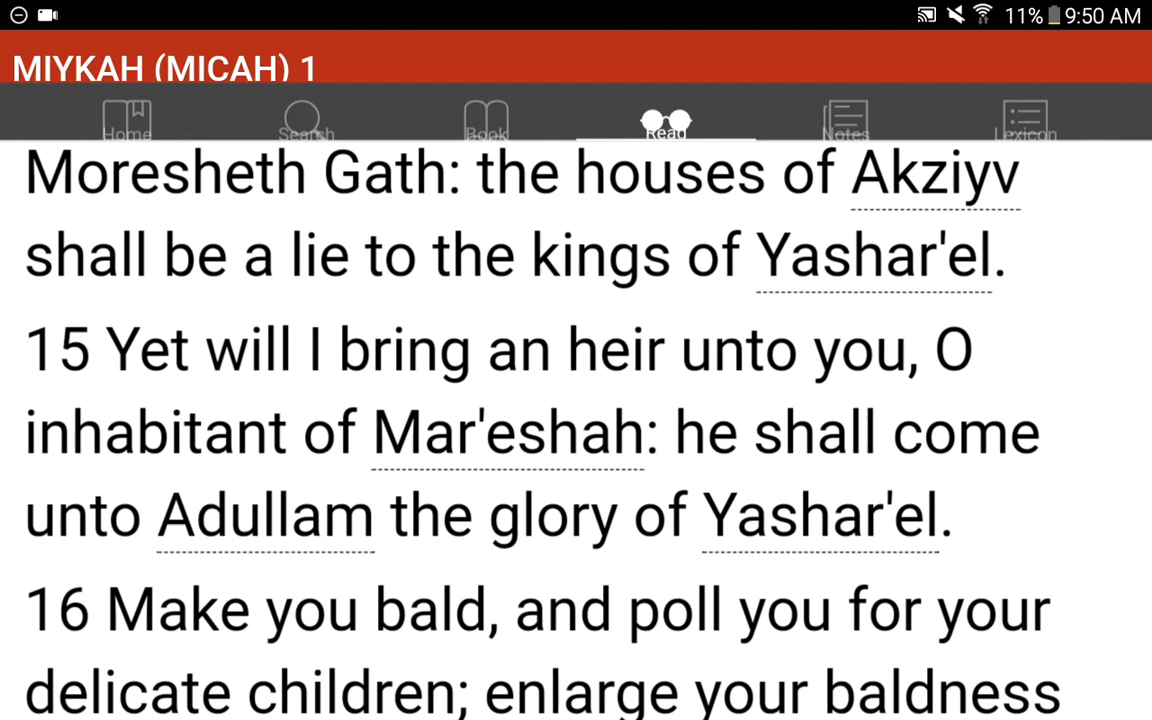 11% 9:50 AM
MIYKAH (MICAH) 1
Home Search Book Read Notes Lexicon
Moresheth Gath: the houses of Akziyv
shall be a lie to the kings of Yashar'el.
15 Yet will I bring an heir unto you, O
inhabitant of Mar'eshah: he shall come
unto Adullam the glory of Yashar'el.
16 Make you bald, and poll you for your
delicate children; enlarge your baldness